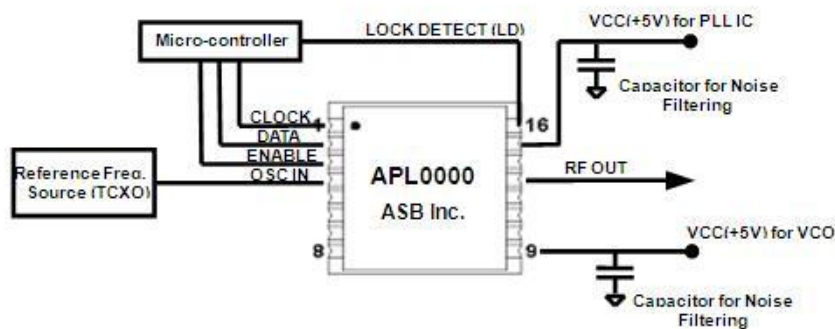 Micro-controller
LOCK DETECT (LD)
VCC(+5V) for PLL IC
Capacitor for Noise
Filtering
CLOCK
1
16
DATA
ENABLE
OSC IN
Reference Freq.
Source (TCXO)
APL0000
ASB Inc.
RF OUT
8
9
VCC(+5V) for VCO
Capacitor for Noise
Filtering